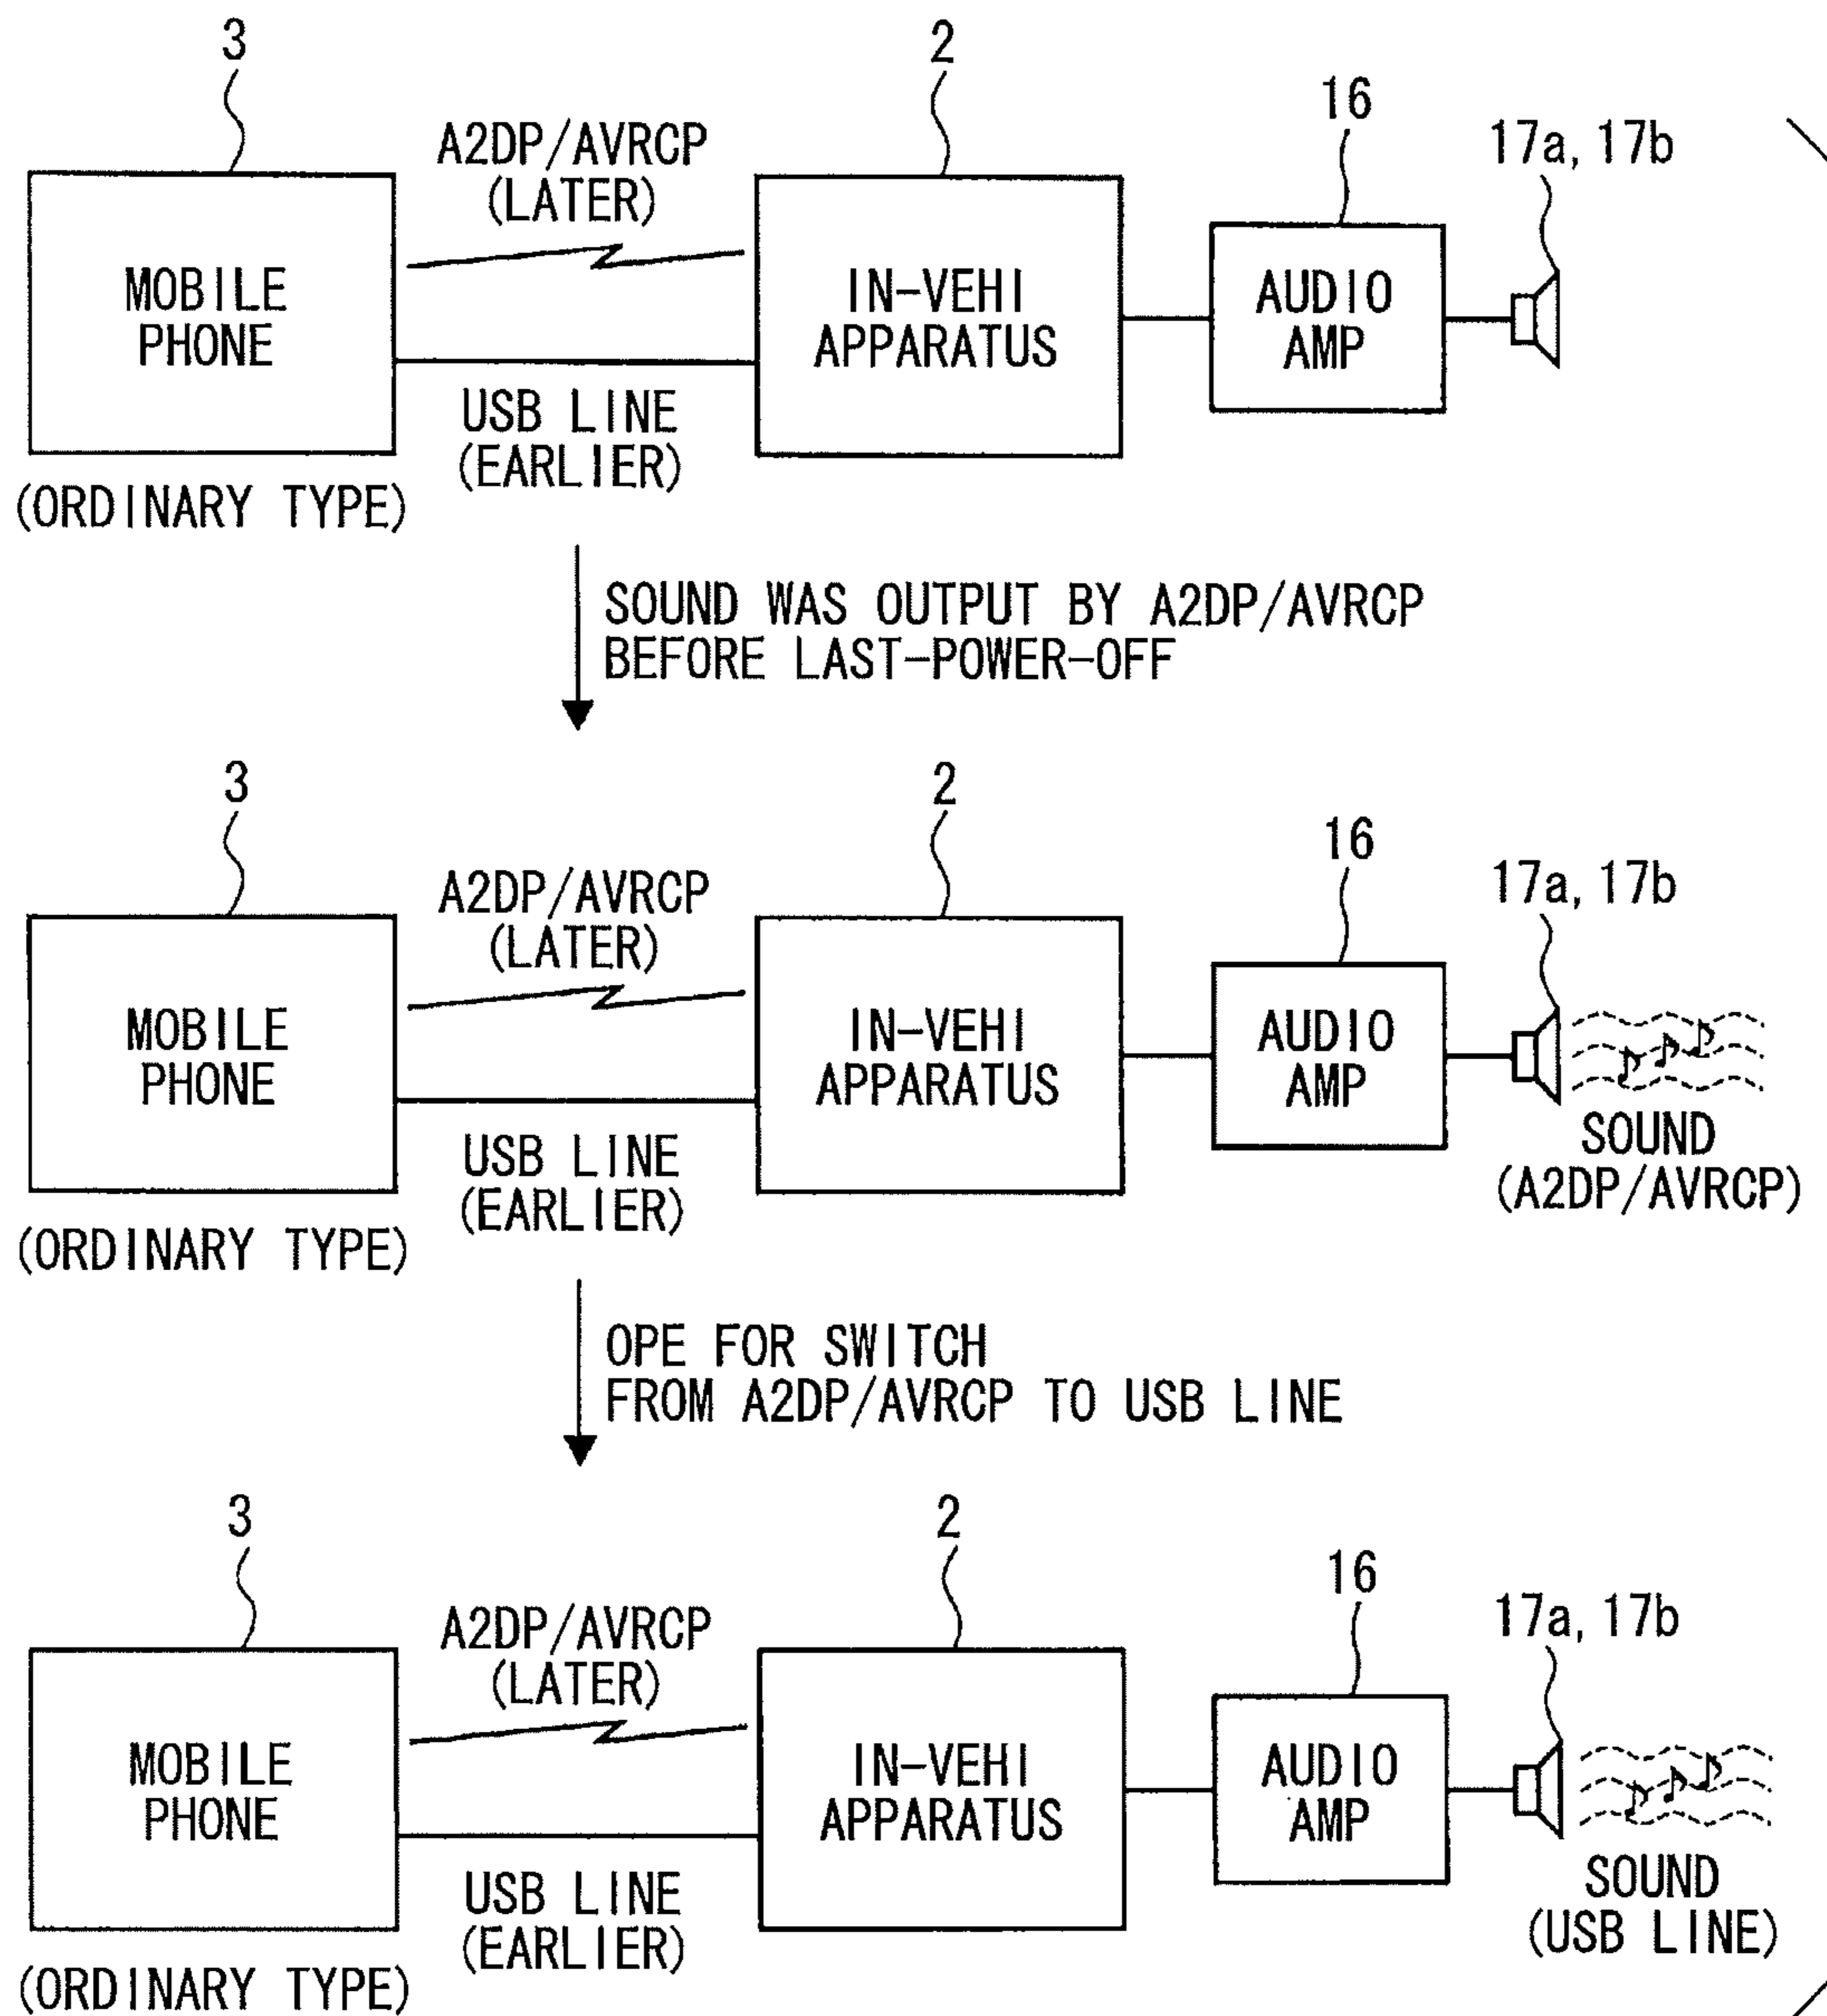 3
2
16
17a, 17b
A2DP/AVRCP
(LATER)
MOBILE
PHONE
IN-VEHI
APPARATUS
AUDIO
AMP
USB LINE
(EARLIER)
(ORDINARY TYPE)
SOUND WAS OUTPUT BY A2DP/AVRCP
BEFORE LAST-POWER-OFF
3
2
16
17a, 17b
A2DP/AVRCP
(LATER)
MOBILE
PHONE
IN-VEHI
APPARATUS
AUDIO
AMP
SOUND
(A2DP/AVRCP)
USB LINE
(EARLIER)
(ORDINARY TYPE)
OPE FOR SWITCH
FROM A2DP/AVRCP TO USB LINE
3
2
16
17a, 17b
A2DP/AVRCP
(LATER)
MOBILE
PHONE
IN-VEHI
APPARATUS
AUDIO
AMP
SOUND
(USB LINE)
USB LINE
(EARLIER)
(ORDINARY TYPE)